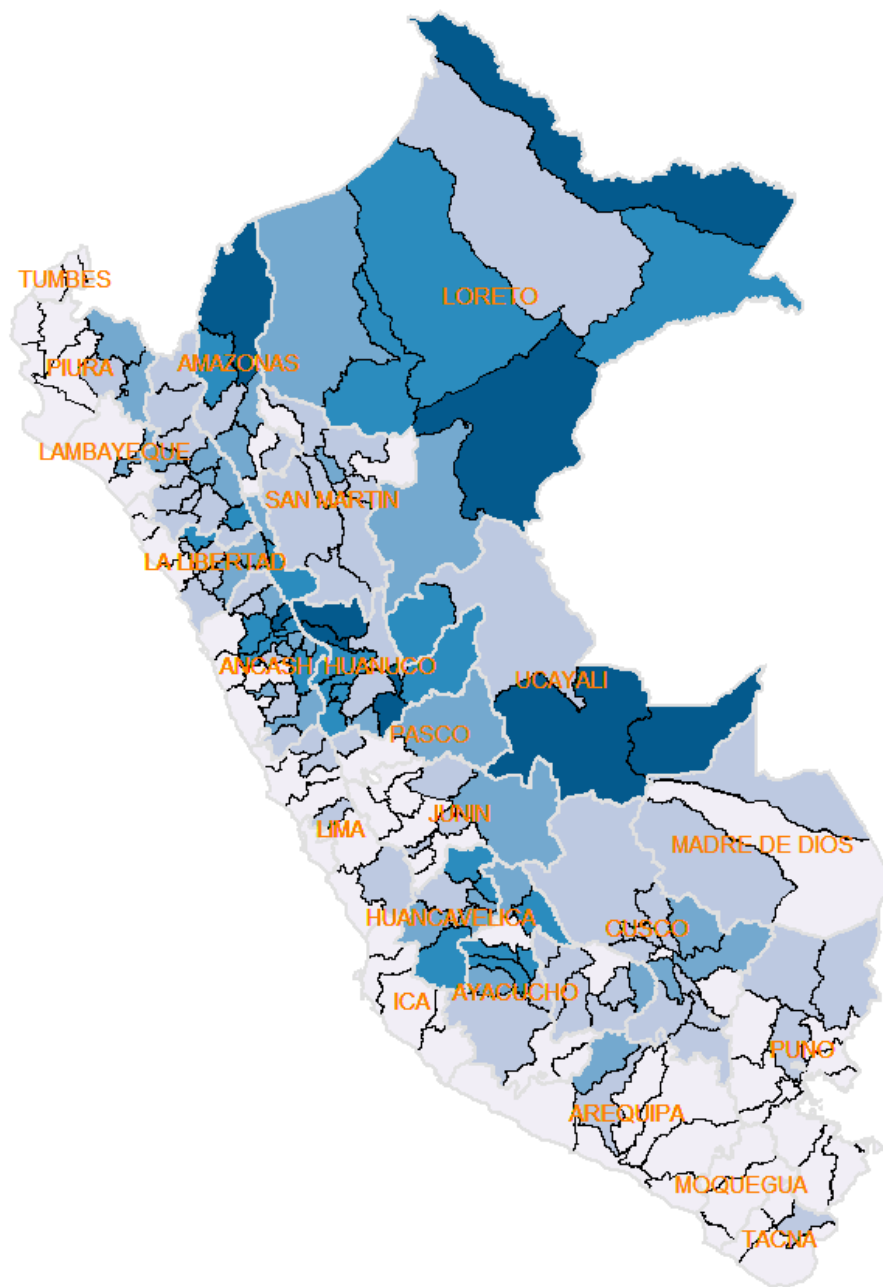 TUMBES
LORETO
AMAZONAS
PIURA
LAMBAYEQUE
SAN MARTIN
LA LIBERTAD
ANCASH
HUANUCO
UCAYALI
PASCO
JUNIN
LIMA
MADRE DE DIOS
HUANCAVELICA
CUSCO
AYACUCHO
ICA
PUNO
AREQUIPA
MOQUEGUA
TACNA